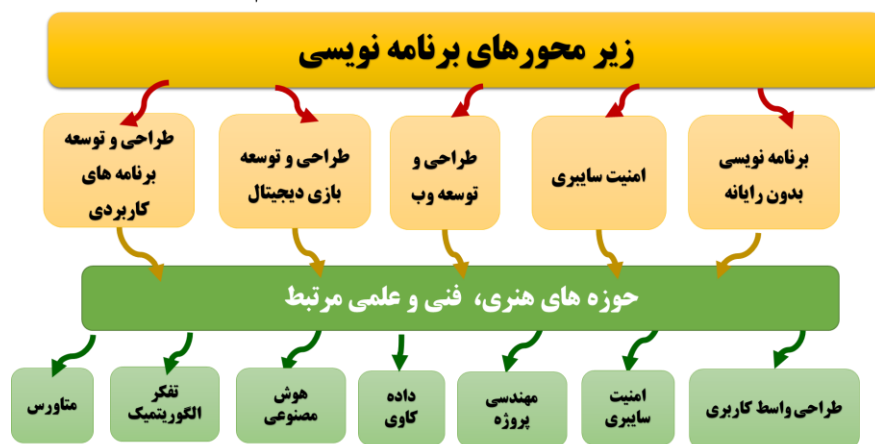 زیر محورهای برنامه نویسی
برنامه نویسی
بدون رایانه
امنیت سایبری
طراحی و
توسعه وب
طراحی و توسعه
بازی دیجیتال
طراحی و توسعه
برنامه های
کاربردی
حوزه های هنری، فنی و علمی مرتبط
طراحی واسط کاربری
امنیت
سایبری
مهندسی
پروژه
داده
کاوی
هوش
مصنوعی
تفکر
الگوریتمیک
متاورس